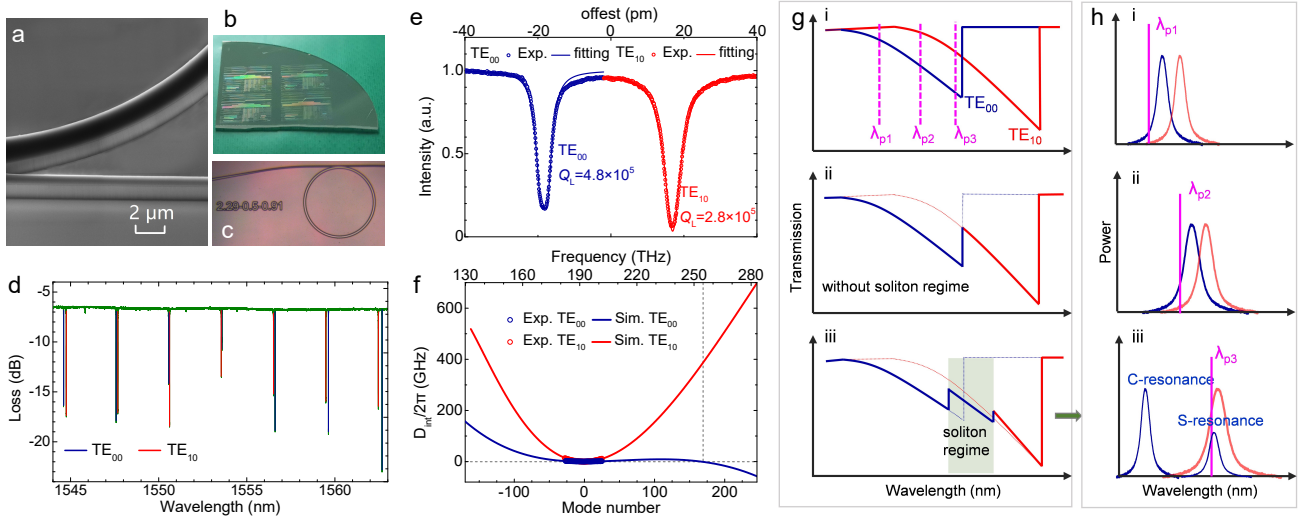 a
2 μm
b
2.29-0.5-0.91
c
d
Loss (dB)
-5
-10
-15
-20
TE00
TE10
1545
1550
1555
1560
Wavelength (nm)
e
offest (pm)
-40
-20
0
20
40
TE00
Exp.
fitting
TE10
Exp.
fitting
Intensity (a.u.)
1.0
0.5
0
TE00
QL=4.8×10^5
TE10
QL=2.8×10^5
f
Frequency (THz)
130
160
190
220
250
280
Dint/2π (GHz)
600
400
200
0
Exp. TE00
Sim. TE00
Exp. TE10
Sim. TE10
-100
0
100
200
Mode number
g
Transmission
i
λp1
λp2
λp3
TE00
TE10
ii
without soliton regime
iii
soliton
regime
Wavelength (nm)
h
Power
i
λp1
ii
λp2
iii
λp3
C-resonance
S-resonance
Wavelength (nm)